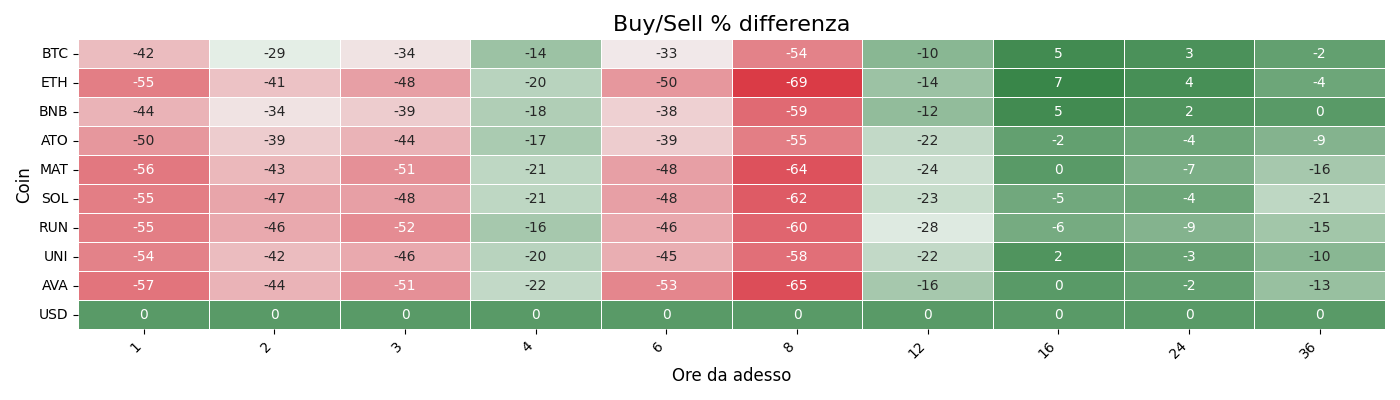 Buy/Sell % differenza
Coin
BTC -42 -29 -34 -14 -33 -54 -10 5 3 -2
ETH -55 -41 -48 -20 -50 -69 -14 7 4 -4
BNB -44 -34 -39 -18 -38 -59 -12 5 2 0
ATO -50 -39 -44 -17 -39 -55 -22 -2 -4 -9
MAT -56 -43 -51 -21 -48 -64 -24 0 -7 -16
SOL -55 -47 -48 -21 -48 -62 -23 -5 -4 -21
RUN -55 -46 -52 -16 -46 -60 -28 -6 -9 -15
UNI -54 -42 -46 -20 -45 -58 -22 2 -3 -10
AVA -57 -44 -51 -22 -53 -65 -16 0 -2 -13
USD 0 0 0 0 0 0 0 0 0 0
1 2 3 4 6 8 12 16 24 36
Ore da adesso